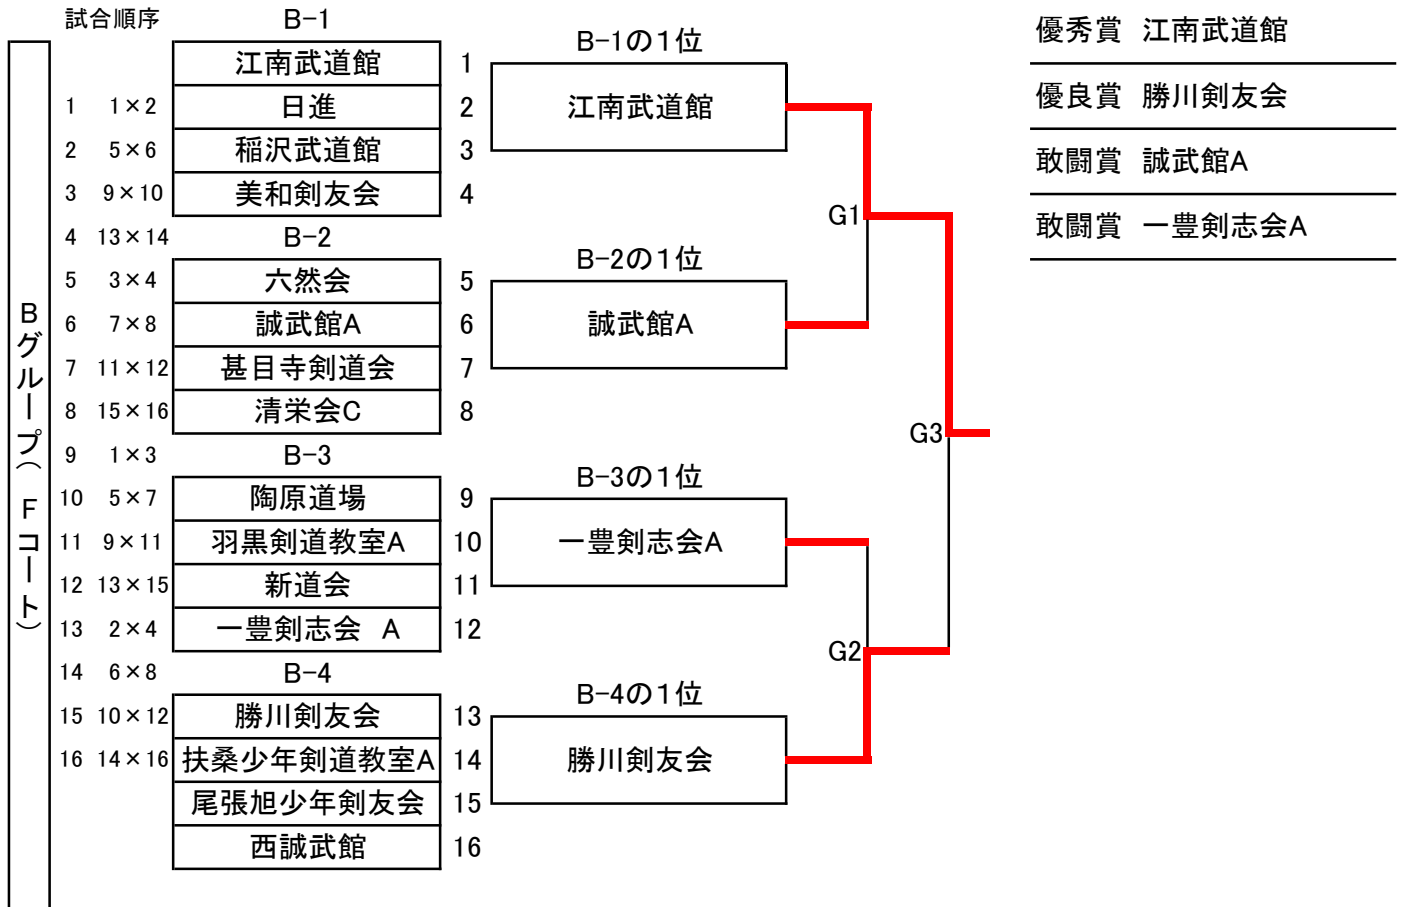 試合順序 B-1
江南武道館 1
1 1×2 日進 2
2 5×6 稲沢武道館 3
3 9×10 美和剣友会 4
4 13×14 B-2
5 3×4 六然会 5
6 7×8 誠武館A 6
7 11×12 甚目寺剣道会 7
8 15×16 清栄会C 8
9 1×3 B-3
10 5×7 陶原道場 9
11 9×11 羽黒剣道教室A 10
12 13×15 新道会 11
13 2×4 一豊剣志会 A 12
14 6×8 B-4
15 10×12 勝川剣友会 13
16 14×16 扶桑少年剣道教室A 14
尾張旭少年剣友会 15
西誠武館 16
Bグループ(Fコート)
B-1の1位
江南武道館
B-2の1位
誠武館A
B-3の1位
一豊剣志会A
B-4の1位
勝川剣友会
G1
G2
G3
優秀賞 江南武道館
優良賞 勝川剣友会
敢闘賞 誠武館A
敢闘賞 一豊剣志会A